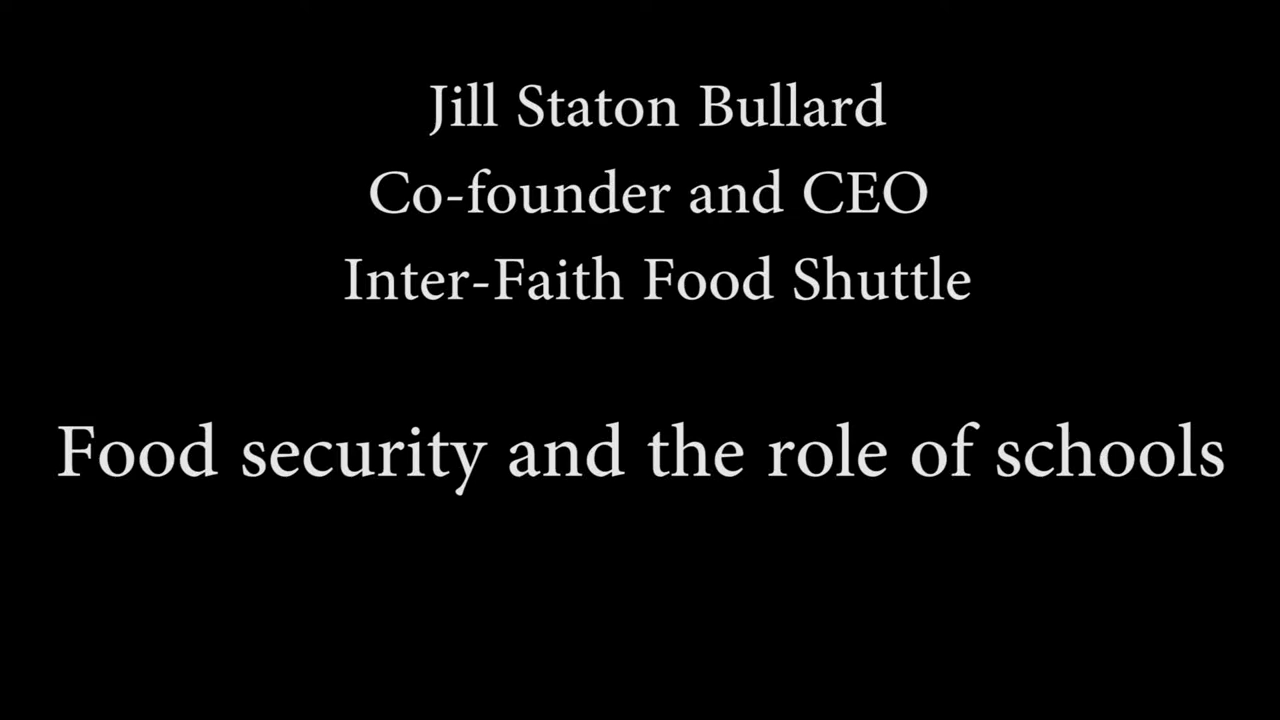 Jill Staton Bullard
Co-founder and CEO
Inter-Faith Food Shuttle
Food security and the role of schools